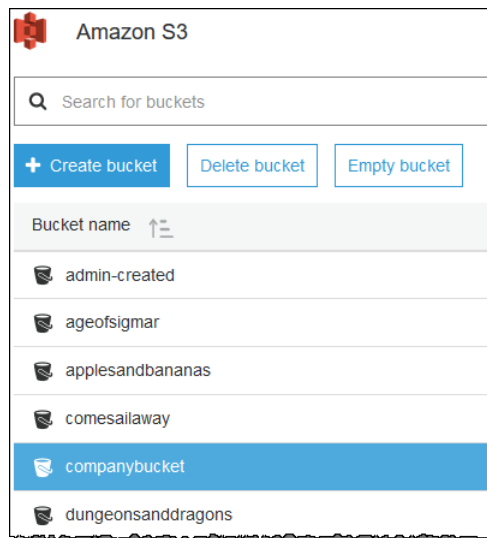 Amazon S3
Search for buckets
+ Create bucket Delete bucket Empty bucket
Bucket name
admin-created
ageofsigmar
applesandbananas
comesailaway
companybucket
dungeonsanddragons